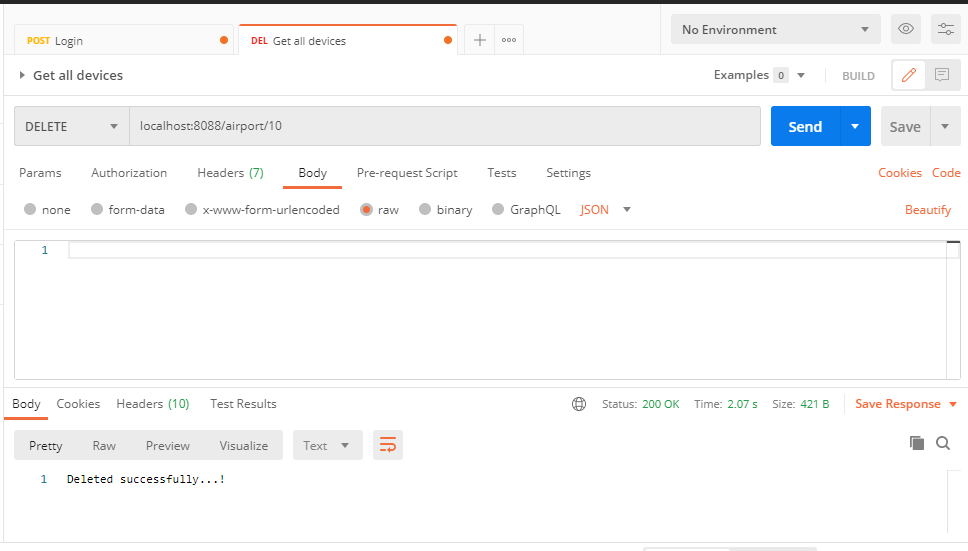 POST Login
DEL Get all devices
No Environment
Get all devices
Examples 0
BUILD
DELETE
localhost:8088/airport/10
Send
Save
Params Authorization Headers (7) Body Pre-request Script Tests Settings
Cookies Code
none form-data x-www-form-urlencoded raw binary GraphQL JSON
Beautify
1
Body Cookies Headers (10) Test Results
Status: 200 OK Time: 2.07 s Size: 421 B
Save Response
Pretty Raw Preview Visualize Text
1 Deleted successfully...!